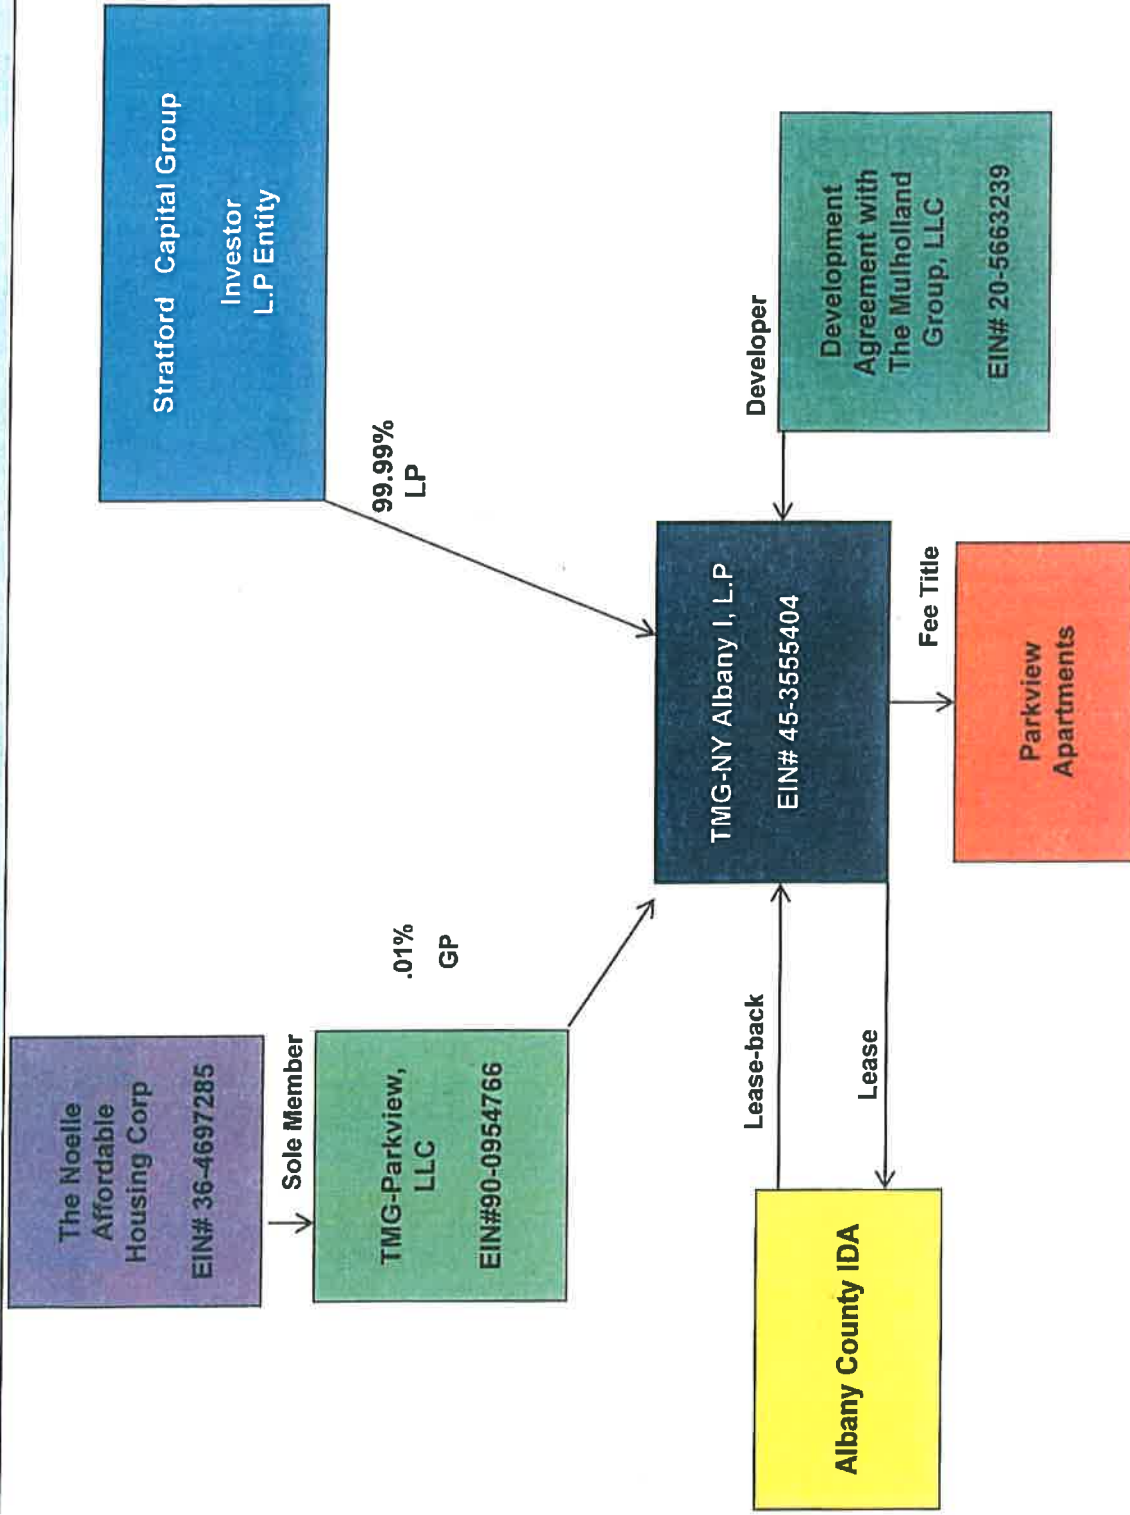 The Noelle
Affordable
Housing Corp
EIN# 36-4697285
Sole Member
TMG-Parkview,
LLC
EIN#90-0954766
.01%
GP
Stratford Capital Group
Investor
L.P Entity
99.99%
LP
Albany County IDA
Lease-back
Lease
TMG-NY Albany I, L.P
EIN# 45-3555404
Developer
Development
Agreement with
The Mulholland
Group, LLC
EIN# 20-5663239
Fee Title
Parkview
Apartments